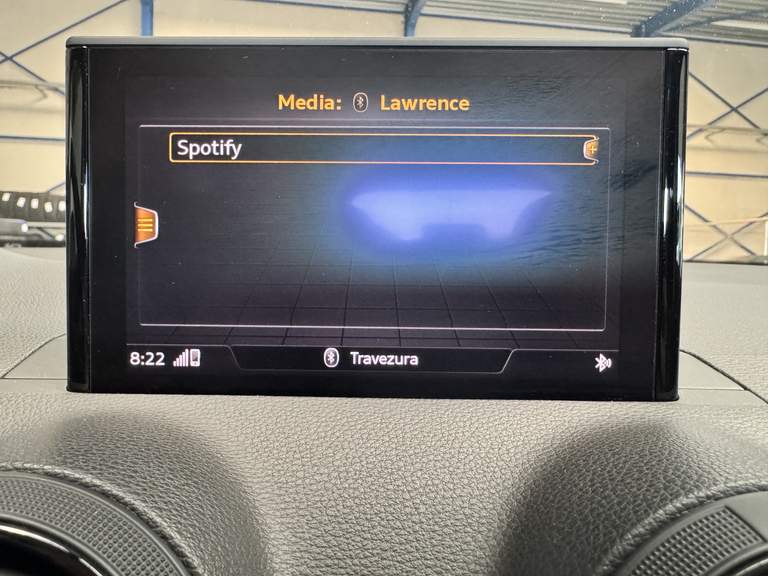 Media: Lawrence
Spotify
8:22 Travezura